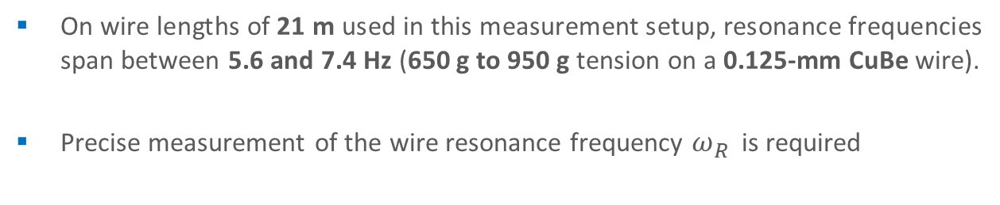 ▪ On wire lengths of 21 m used in this measurement setup, resonance frequencies
span between 5.6 and 7.4 Hz (650 g to 950 g tension on a 0.125-mm CuBe wire).
▪ Precise measurement of the wire resonance frequency ω_R is required